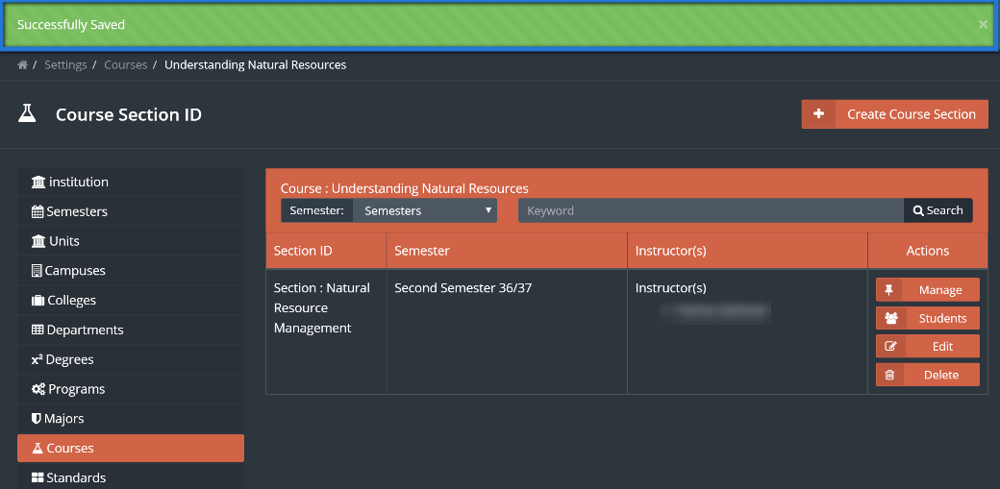 Successfully Saved ×
/ Settings / Courses / Understanding Natural Resources
Course Section ID
Create Course Section
institution
Semesters
Units
Campuses
Colleges
Departments
x² Degrees
Programs
Majors
Courses
Standards
Course : Understanding Natural Resources
Semester: Semesters Keyword Search
Section ID Semester Instructor(s) Actions
Section : Natural
Resource
Management
Second Semester 36/37
Instructor(s)
Manage
Students
Edit
Delete